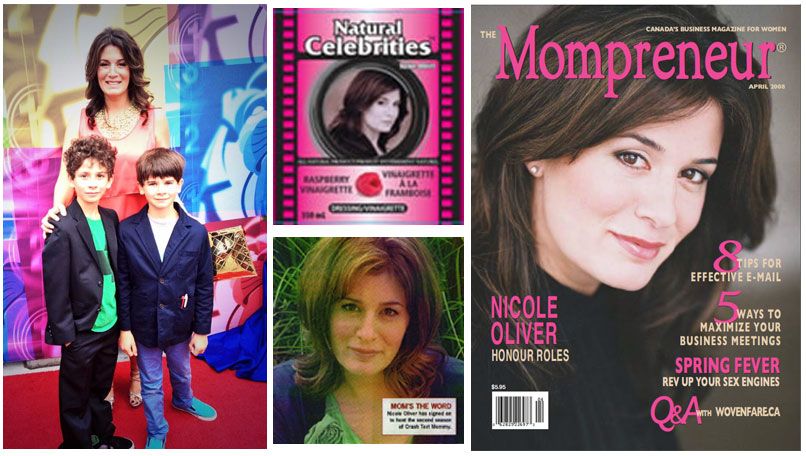 Natural
Celebrities
RASPBERRY
VINAIGRETTE
VINAIGRETTE
À LA
FRAMBOISE
DRESSING/VINAIGRETTE
350 mL
MOM'S THE WORD
Nicole Oliver has signed on
to host the second season
of Crash Test Mommy.
CANADA'S BUSINESS MAGAZINE FOR WOMEN
THE
Mompreneur®
APRIL 2008
8 TIPS FOR
EFFECTIVE E-MAIL
5 WAYS TO
MAXIMIZE YOUR
BUSINESS MEETINGS
NICOLE
OLIVER
HONOUR ROLES
SPRING FEVER
REV UP YOUR SEX ENGINES
Q&A WITH WOVENFARE.CA
$5.95